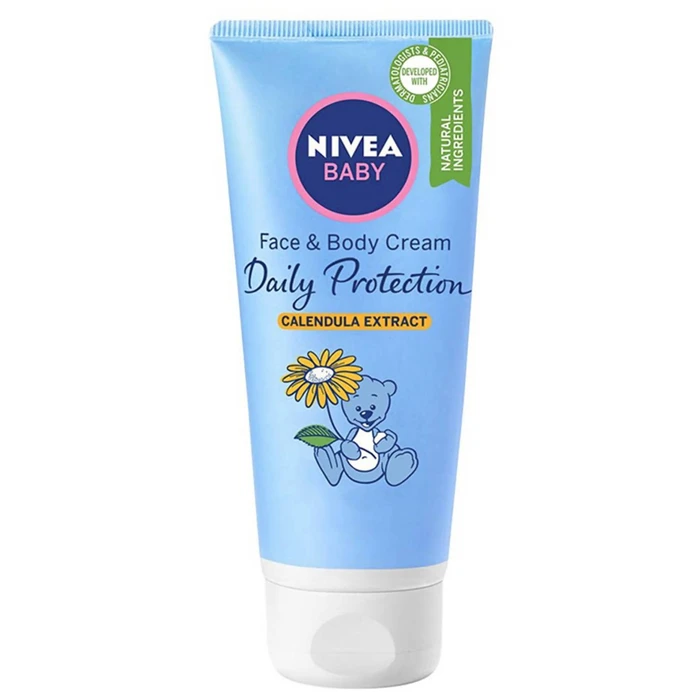 DERMATOLOGISTS & PEDIATRICIANS
DEVELOPED
WITH
NATURAL
INGREDIENTS
NIVEA
BABY
Face & Body Cream
Daily Protection
CALENDULA EXTRACT